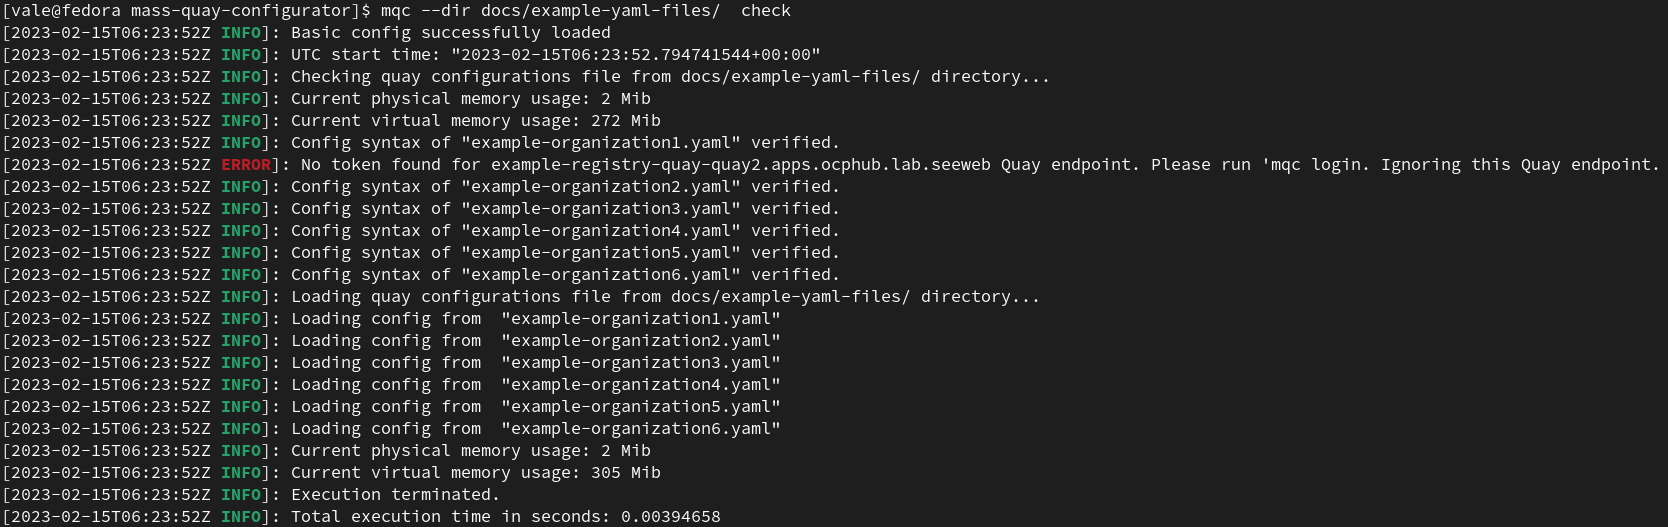 [vale@fedora mass-quay-configurator]$ mqc --dir docs/example-yaml-files/  check
[2023-02-15T06:23:52Z INFO]: Basic config successfully loaded
[2023-02-15T06:23:52Z INFO]: UTC start time: "2023-02-15T06:23:52.794741544+00:00"
[2023-02-15T06:23:52Z INFO]: Checking quay configurations file from docs/example-yaml-files/ directory...
[2023-02-15T06:23:52Z INFO]: Current physical memory usage: 2 Mib
[2023-02-15T06:23:52Z INFO]: Current virtual memory usage: 272 Mib
[2023-02-15T06:23:52Z INFO]: Config syntax of "example-organization1.yaml" verified.
[2023-02-15T06:23:52Z ERROR]: No token found for example-registry-quay-quay2.apps.ocphub.lab.seeweb Quay endpoint. Please run 'mqc login. Ignoring this Quay endpoint.
[2023-02-15T06:23:52Z INFO]: Config syntax of "example-organization2.yaml" verified.
[2023-02-15T06:23:52Z INFO]: Config syntax of "example-organization3.yaml" verified.
[2023-02-15T06:23:52Z INFO]: Config syntax of "example-organization4.yaml" verified.
[2023-02-15T06:23:52Z INFO]: Config syntax of "example-organization5.yaml" verified.
[2023-02-15T06:23:52Z INFO]: Config syntax of "example-organization6.yaml" verified.
[2023-02-15T06:23:52Z INFO]: Loading quay configurations file from docs/example-yaml-files/ directory...
[2023-02-15T06:23:52Z INFO]: Loading config from  "example-organization1.yaml"
[2023-02-15T06:23:52Z INFO]: Loading config from  "example-organization2.yaml"
[2023-02-15T06:23:52Z INFO]: Loading config from  "example-organization3.yaml"
[2023-02-15T06:23:52Z INFO]: Loading config from  "example-organization4.yaml"
[2023-02-15T06:23:52Z INFO]: Loading config from  "example-organization5.yaml"
[2023-02-15T06:23:52Z INFO]: Loading config from  "example-organization6.yaml"
[2023-02-15T06:23:52Z INFO]: Current physical memory usage: 2 Mib
[2023-02-15T06:23:52Z INFO]: Current virtual memory usage: 305 Mib
[2023-02-15T06:23:52Z INFO]: Execution terminated.
[2023-02-15T06:23:52Z INFO]: Total execution time in seconds: 0.00394658